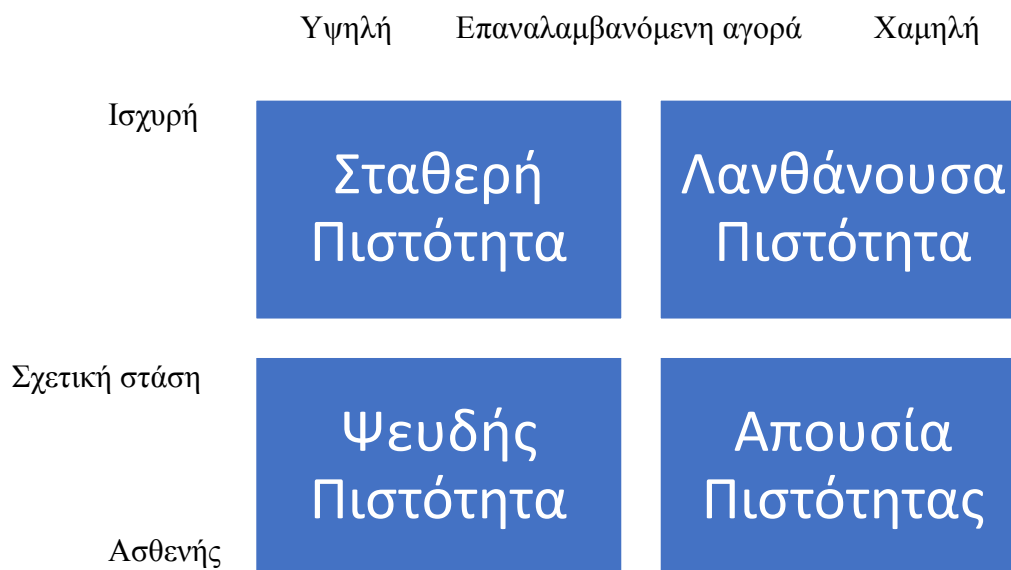 Υψηλή Επαναλαμβανόμενη αγορά Χαμηλή
Ισχυρή
Σταθερή
Πιστότητα
Λανθάνουσα
Πιστότητα
Σχετική στάση
Ψευδής
Πιστότητα
Απουσία
Πιστότητας
Ασθενής